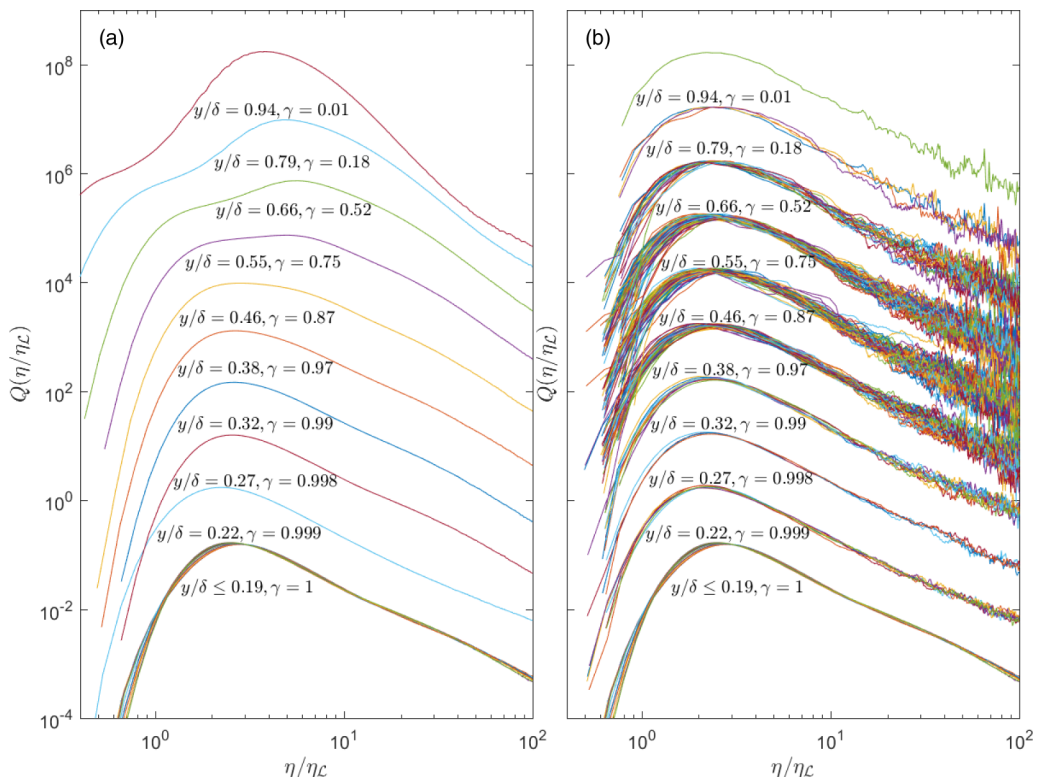 (a)
10^8
10^6
10^4
10^2
10^0
10^-2
10^-4
Q(η/η_ℒ)
y/δ = 0.94, γ = 0.01
y/δ = 0.79, γ = 0.18
y/δ = 0.66, γ = 0.52
y/δ = 0.55, γ = 0.75
y/δ = 0.46, γ = 0.87
y/δ = 0.38, γ = 0.97
y/δ = 0.32, γ = 0.99
y/δ = 0.27, γ = 0.998
y/δ = 0.22, γ = 0.999
y/δ ≤ 0.19, γ = 1
10^0
10^1
10^2
η/η_ℒ
(b)
Q(η/η_ℒ)
y/δ = 0.94, γ = 0.01
y/δ = 0.79, γ = 0.18
y/δ = 0.66, γ = 0.52
y/δ = 0.55, γ = 0.75
y/δ = 0.46, γ = 0.87
y/δ = 0.38, γ = 0.97
y/δ = 0.32, γ = 0.99
y/δ = 0.27, γ = 0.998
y/δ = 0.22, γ = 0.999
y/δ ≤ 0.19, γ = 1
10^0
10^1
10^2
η/η_ℒ